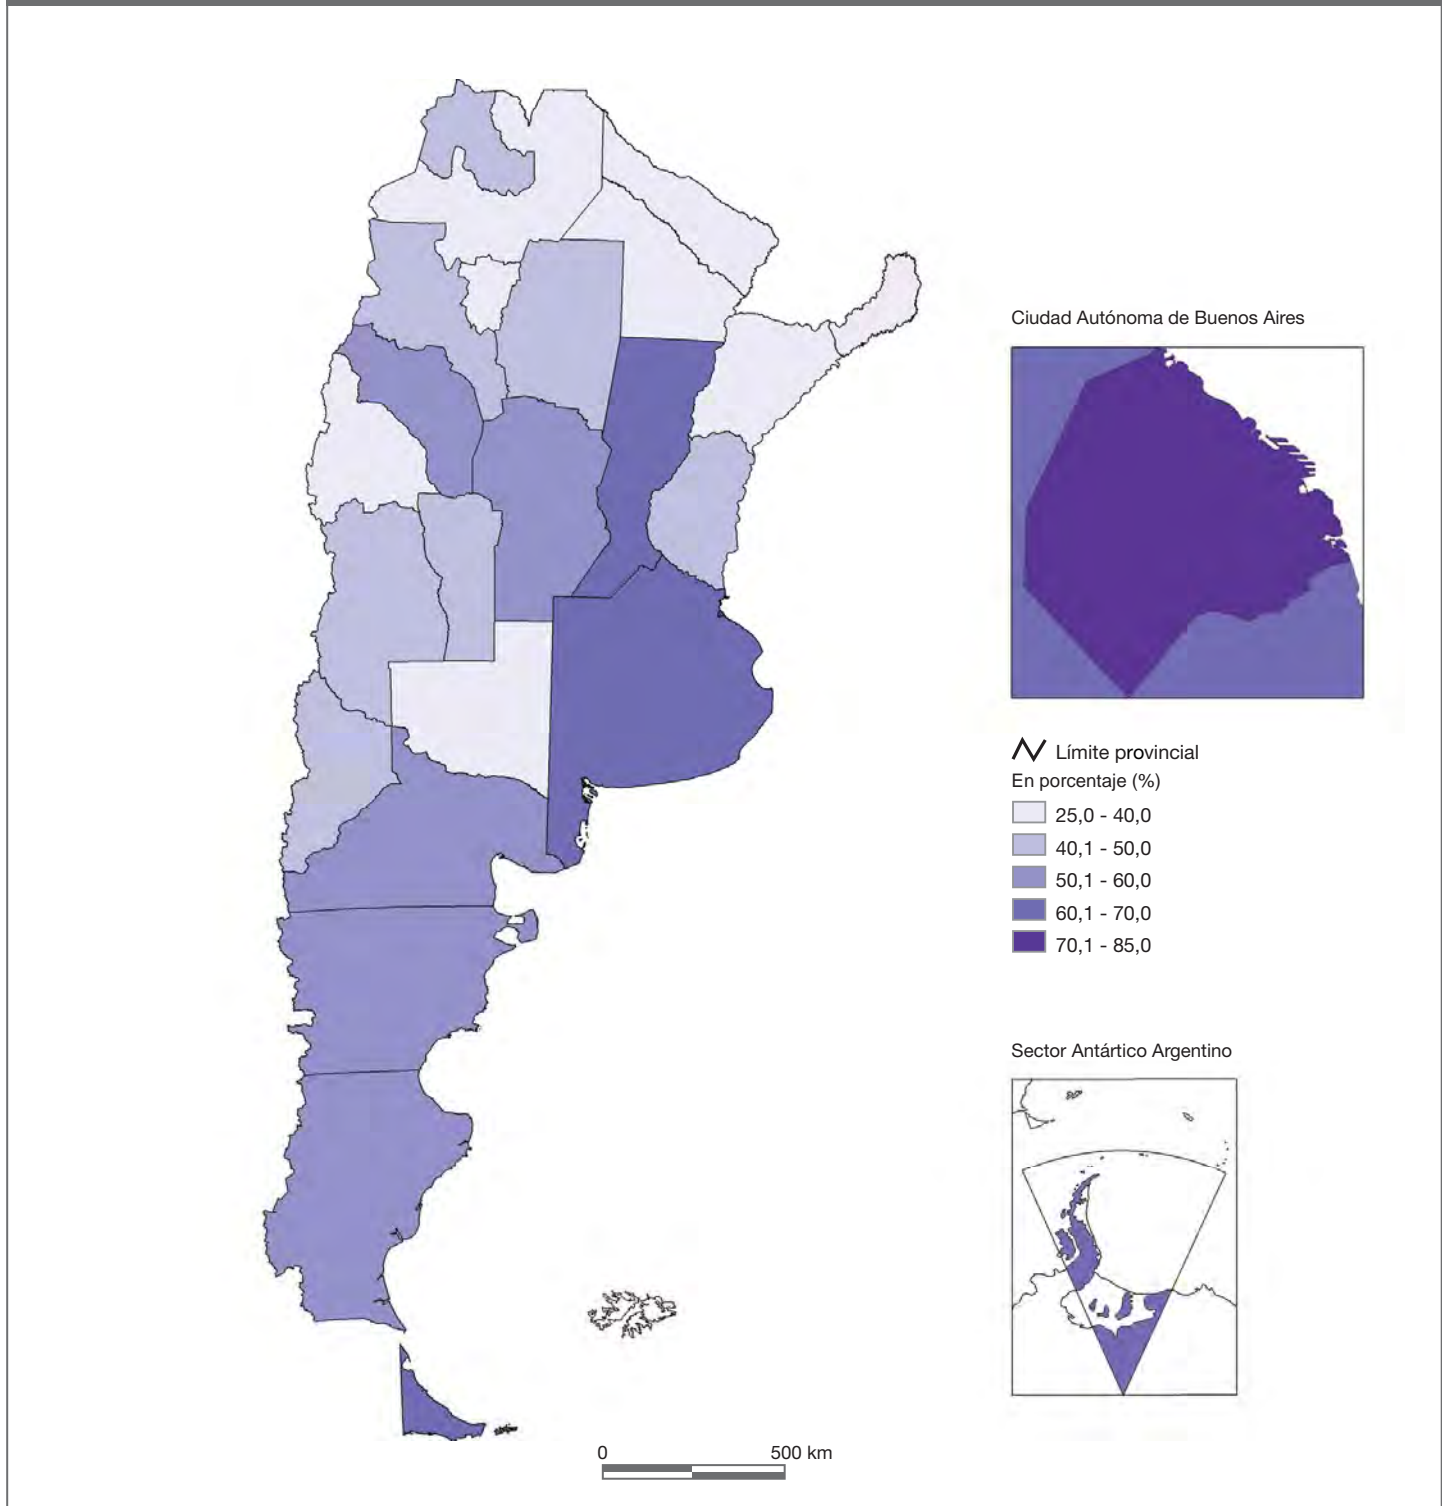 Ciudad Autónoma de Buenos Aires
Límite provincial
En porcentaje (%)
25,0 - 40,0
40,1 - 50,0
50,1 - 60,0
60,1 - 70,0
70,1 - 85,0
Sector Antártico Argentino
0 500 km